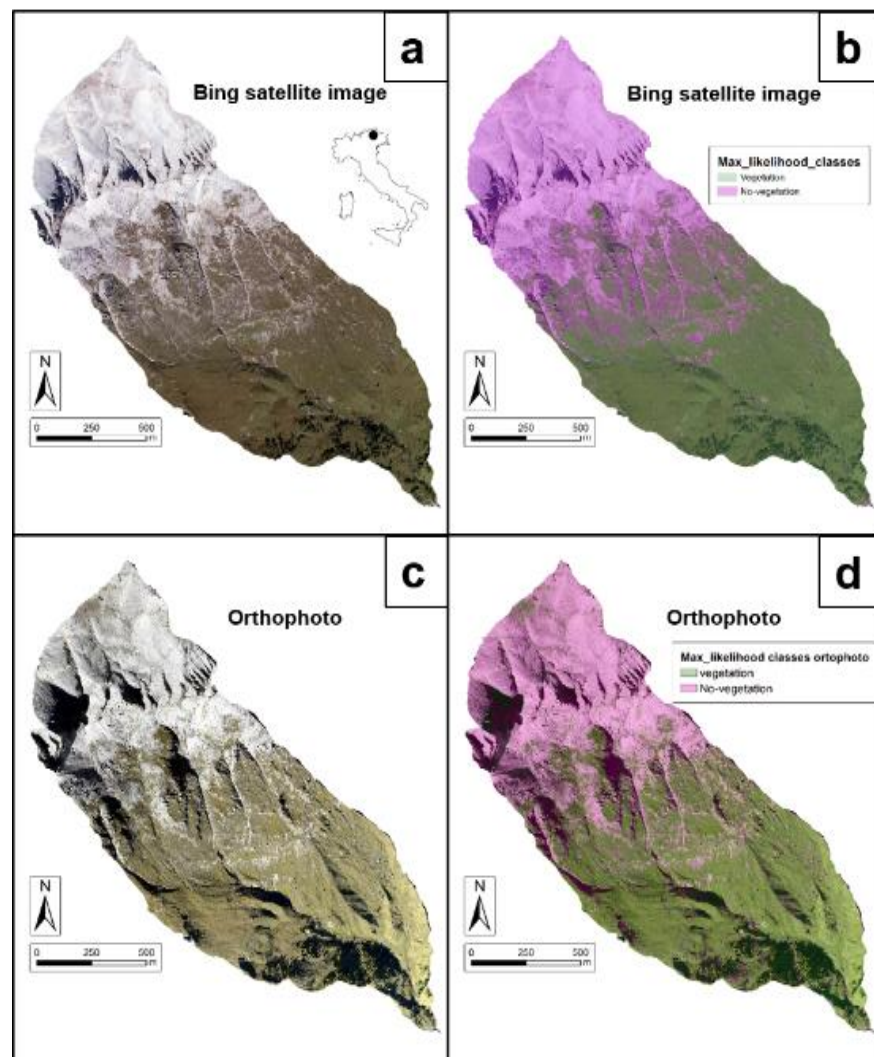 a
Bing satellite image
N
0 250 500
m
b
Bing satellite image
Max_likelihood_classes
Vegetation
No-vegetation
N
0 250 500
m
c
Orthophoto
N
0 250 500
m
d
Orthophoto
Max_likelihood classes ortophoto
vegetation
No-vegetation
N
0 250 500
m